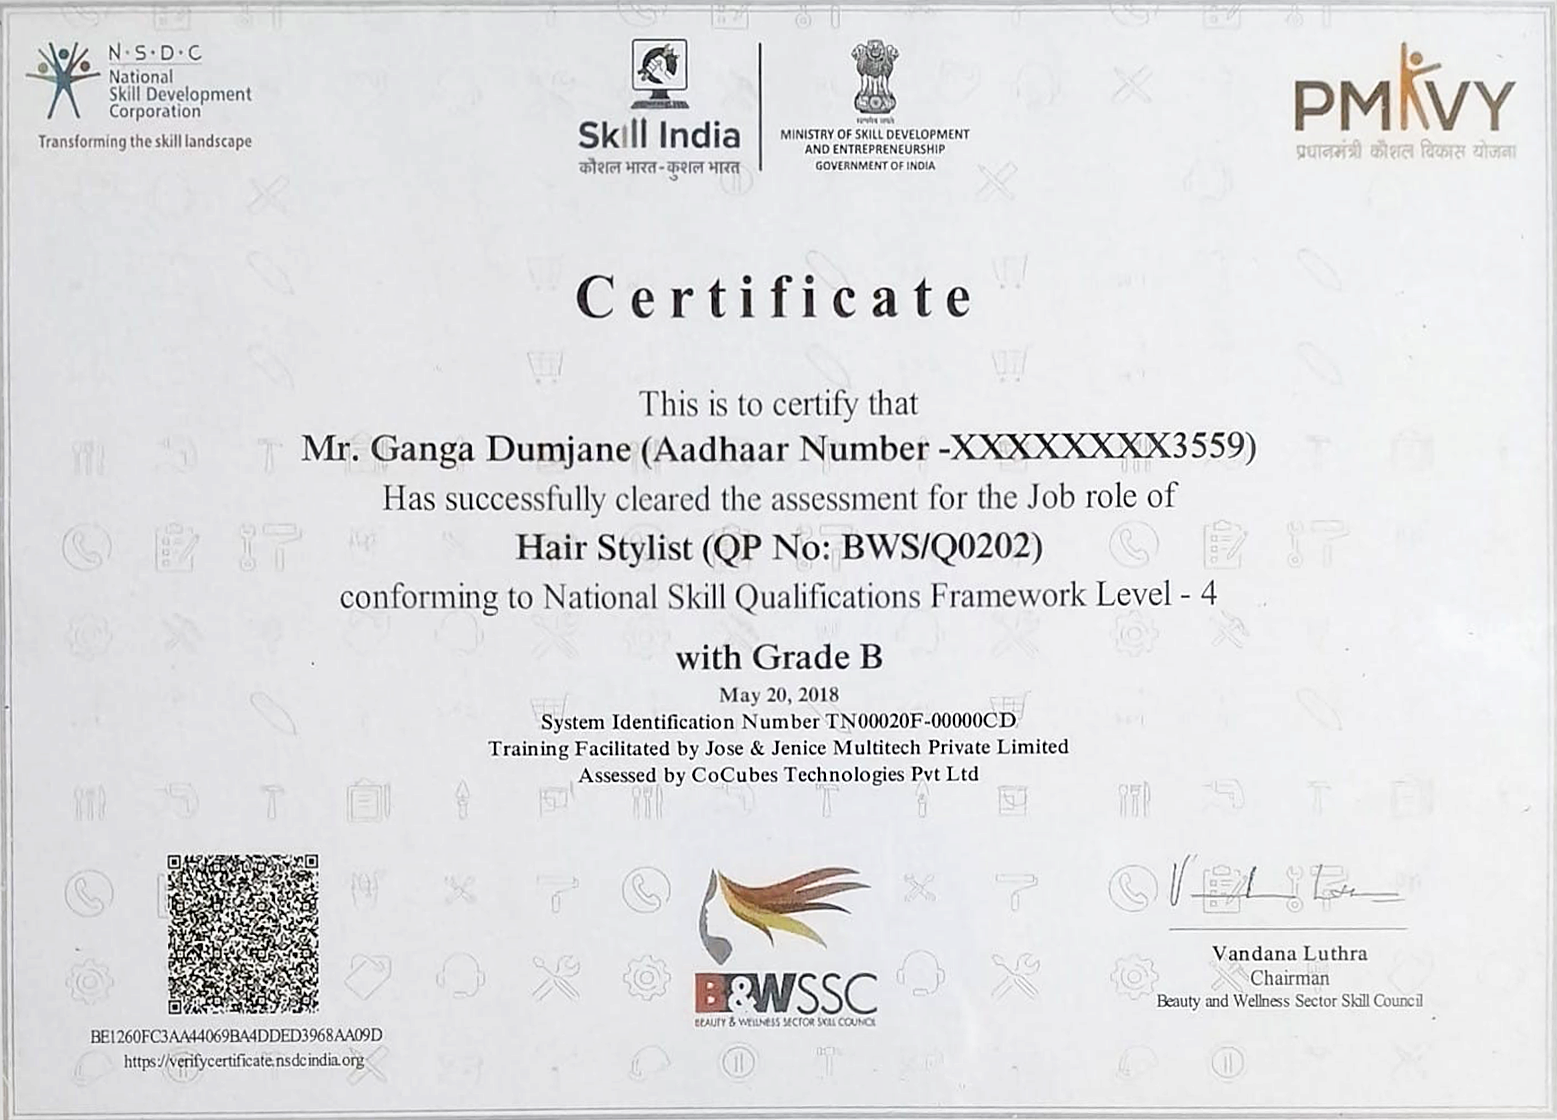 N·S·D·C
National
Skill Development
Corporation
Transforming the skill landscape
Skill India
कौशल भारत-कुशल भारत
MINISTRY OF SKILL DEVELOPMENT
AND ENTREPRENEURSHIP
GOVERNMENT OF INDIA
PMKVY
प्रधानमंत्री कौशल विकास योजना
Certificate
This is to certify that
Mr. Ganga Dumjane (Aadhaar Number -XXXXXXXX3559)
Has successfully cleared the assessment for the Job role of
Hair Stylist (QP No: BWS/Q0202)
conforming to National Skill Qualifications Framework Level - 4
with Grade B
May 20, 2018
System Identification Number TN00020F-00000CD
Training Facilitated by Jose & Jenice Multitech Private Limited
Assessed by CoCubes Technologies Pvt Ltd
BE1260FC3AA44069BA4DDED3968AA09D
https://verifycertificate.nsdcindia.org
B&WSSC
BEAUTY & WELLNESS SECTOR SKILL COUNCIL
Vandana Luthra
Chairman
Beauty and Wellness Sector Skill Council